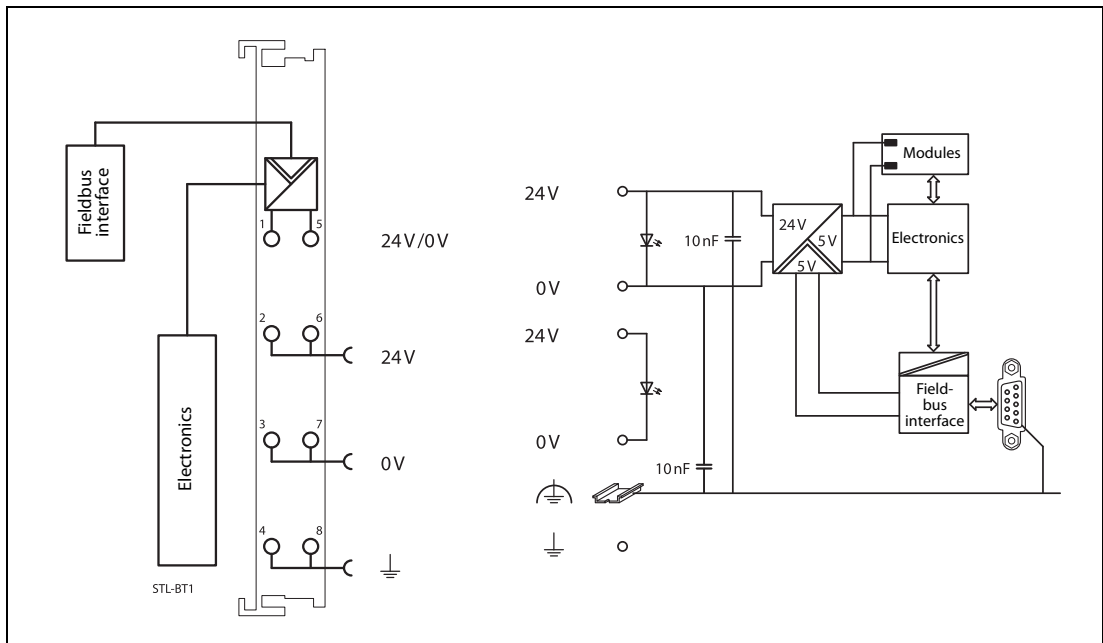 Fieldbus
interface
Electronics
STL-BT1
1
5
24V/0V
2
6
24V
3
7
0V
4
8
24V
0V
24V
0V
10nF
10nF
24V
5V
5V
Modules
Electronics
Field-
bus
interface